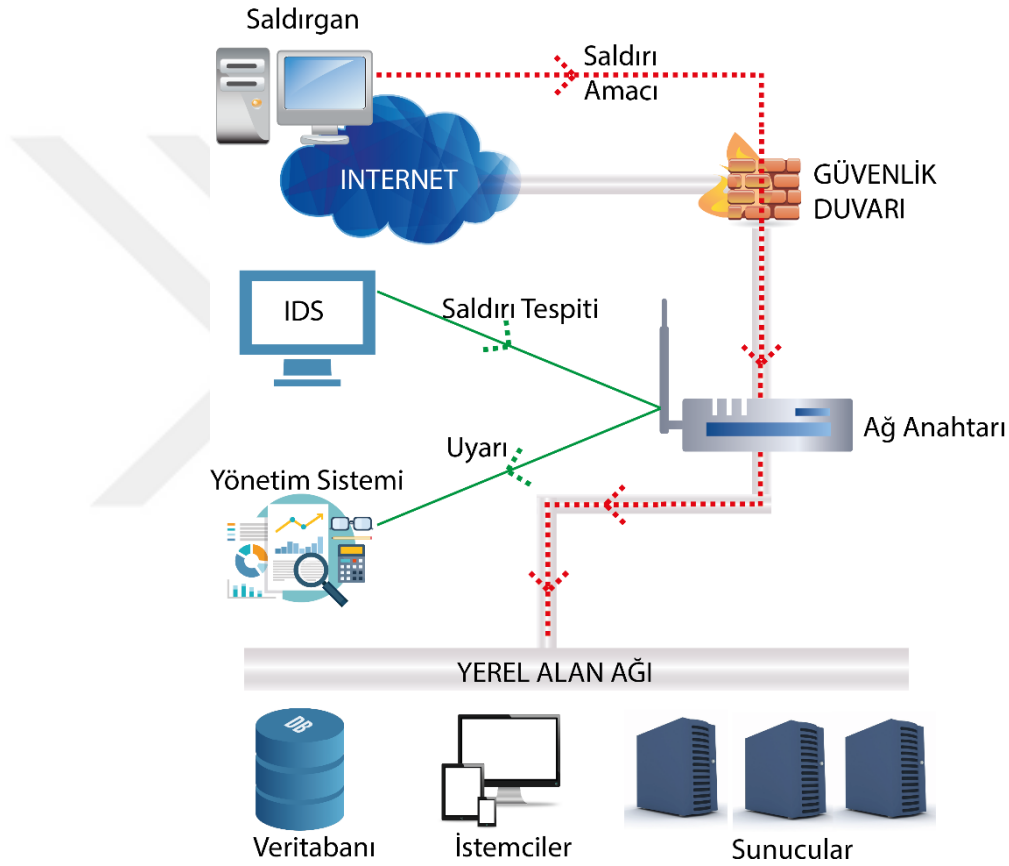 Saldırgan
Saldırı
Amacı
INTERNET
GÜVENLİK
DUVARI
IDS
Saldırı Tespiti
Ağ Anahtarı
Uyarı
Yönetim Sistemi
YEREL ALAN AĞI
DB
Veritabanı
İstemciler
Sunucular